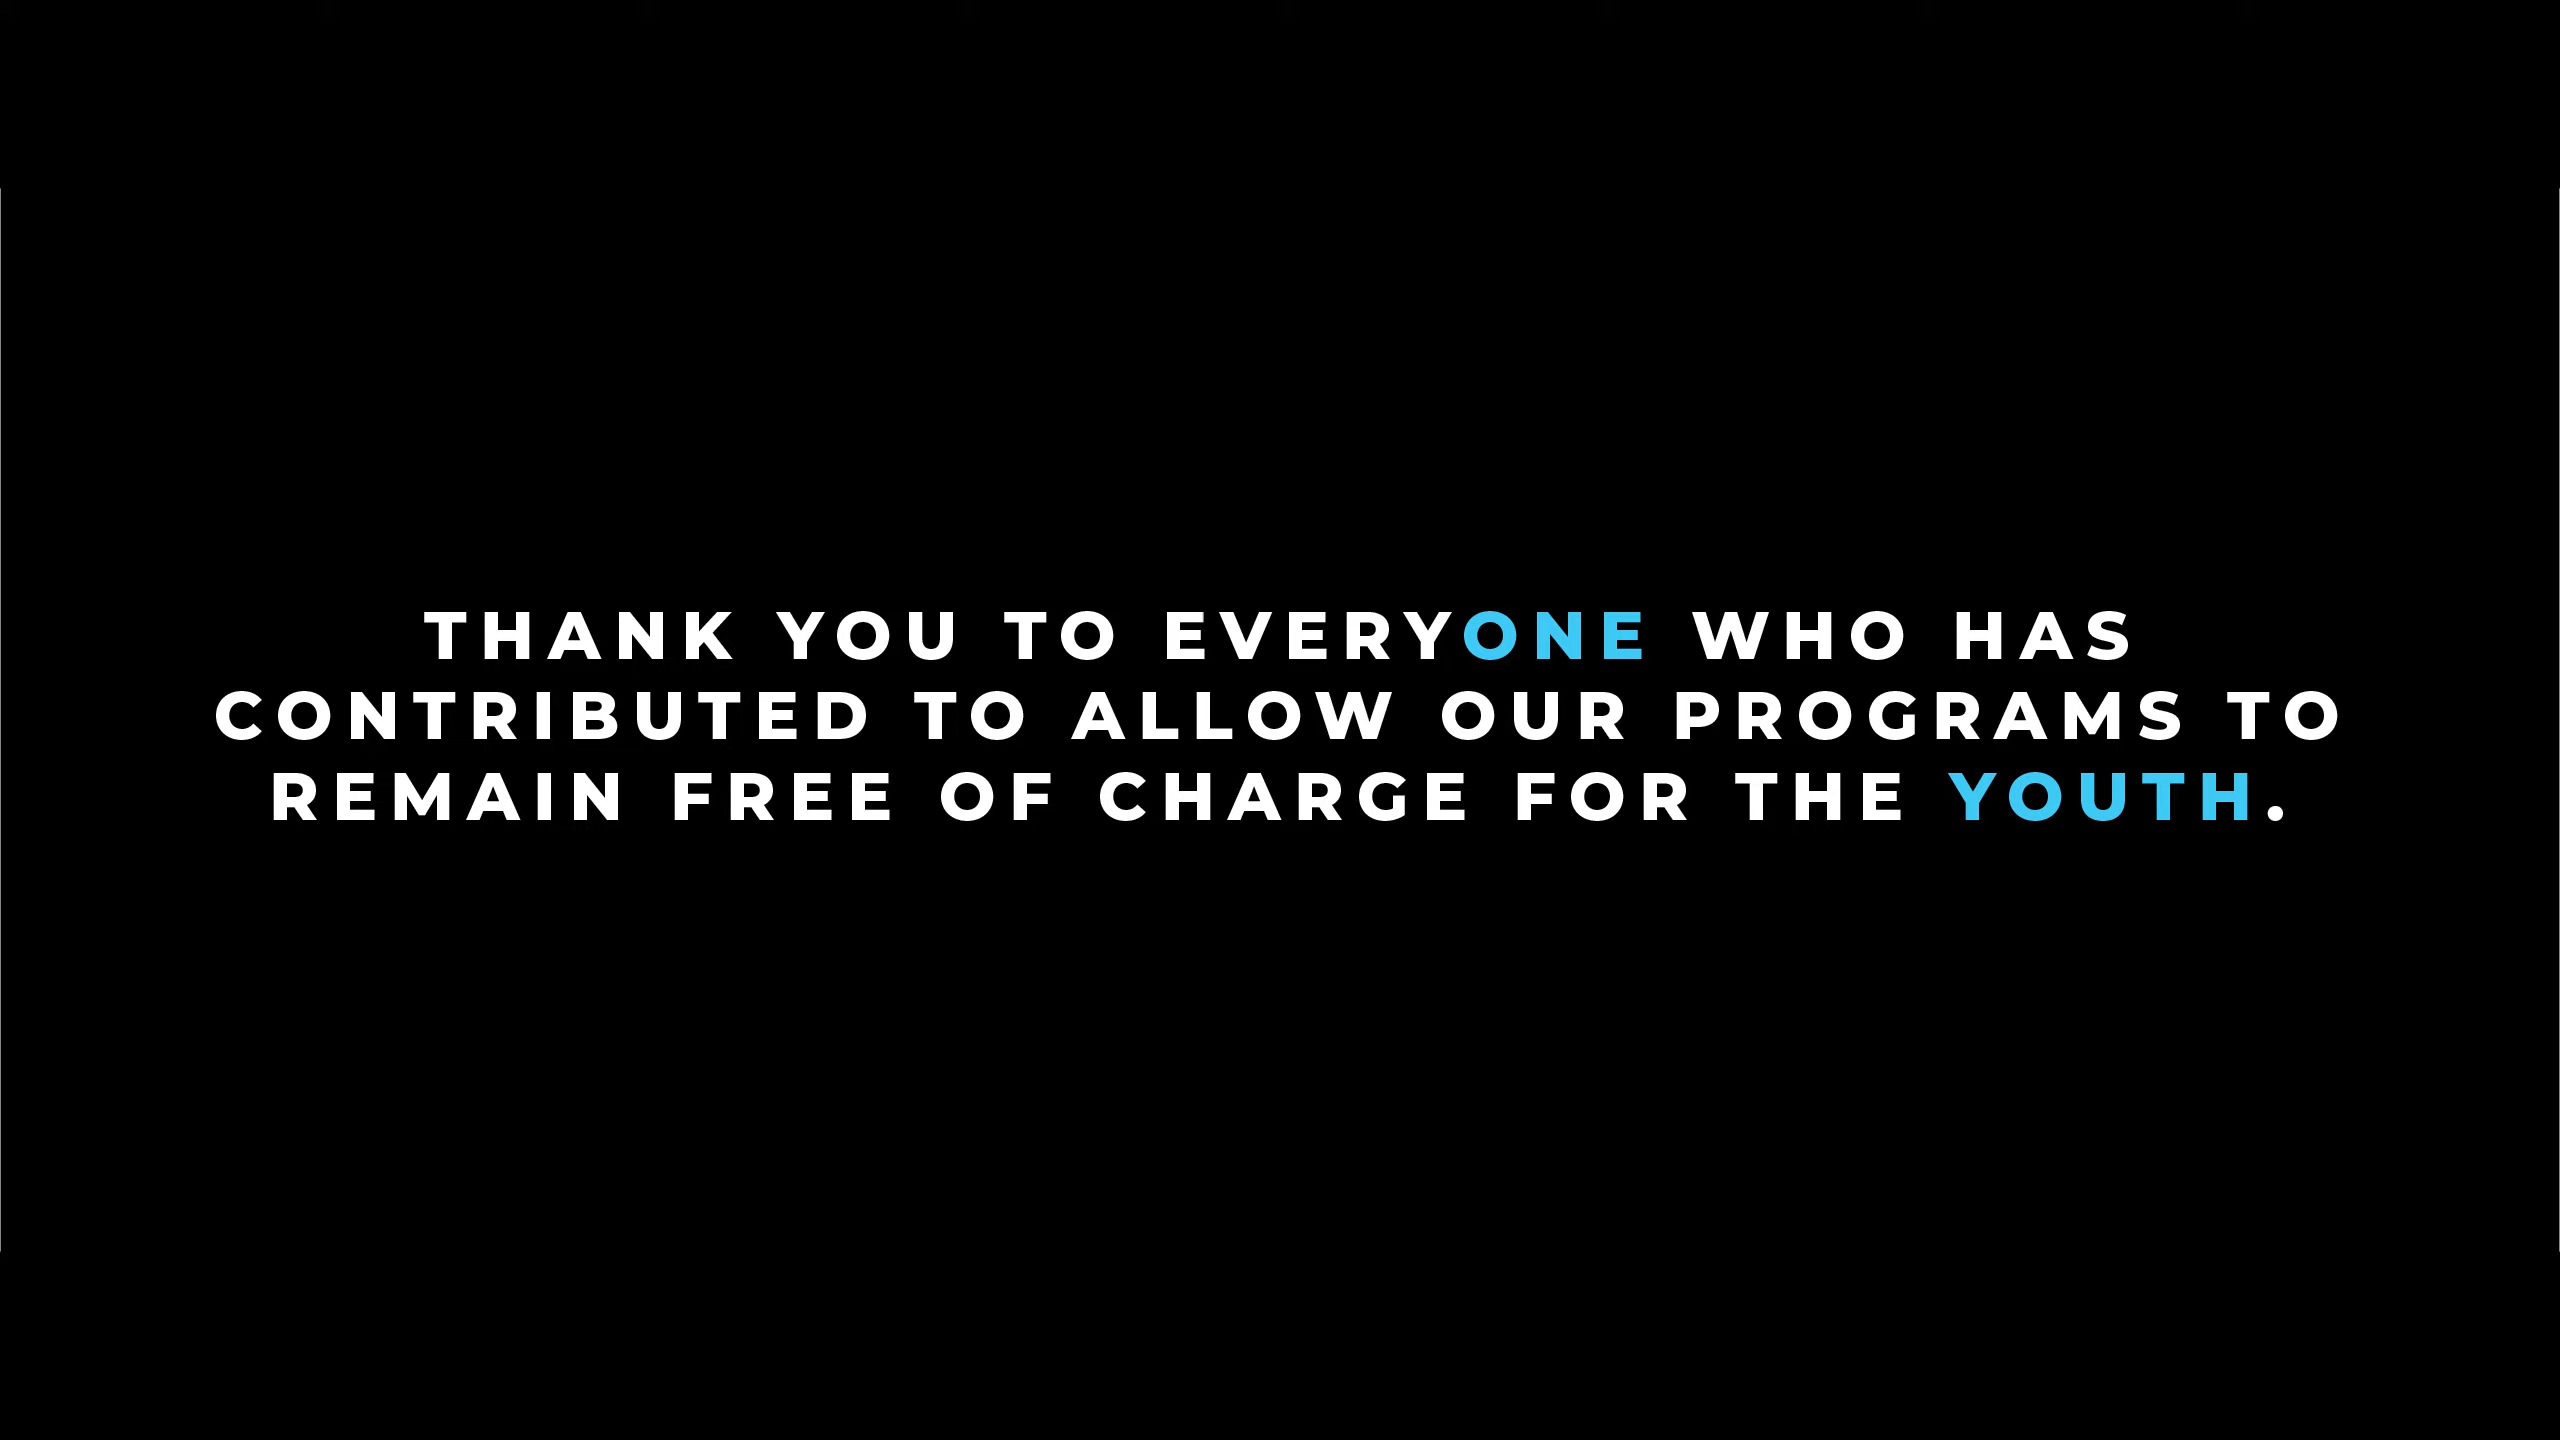 THANK YOU TO EVERYONE WHO HAS
CONTRIBUTED TO ALLOW OUR PROGRAMS TO
REMAIN FREE OF CHARGE FOR THE YOUTH.